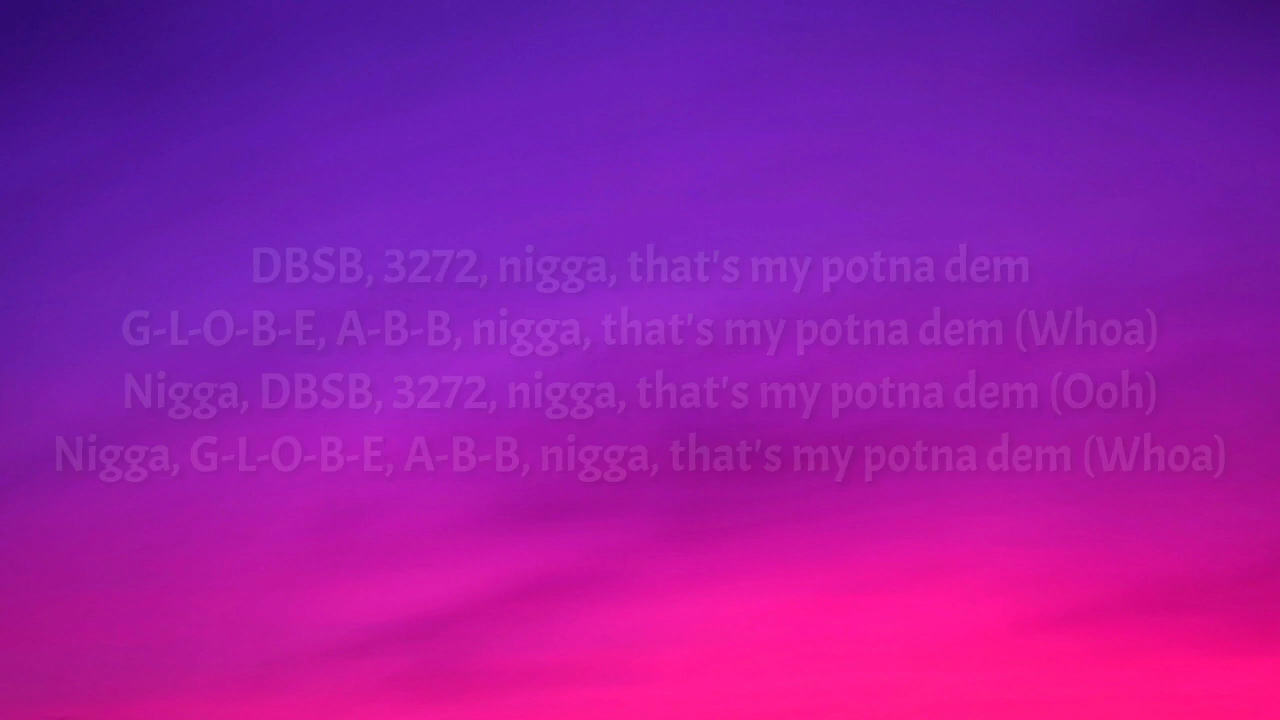 DBSB, 3272, nigga, that's my potna dem
G-L-O-B-E, A-B-B, nigga, that's my potna dem (Whoa)
Nigga, DBSB, 3272, nigga, that's my potna dem (Ooh)
Nigga, G-L-O-B-E, A-B-B, nigga, that's my potna dem (Whoa)